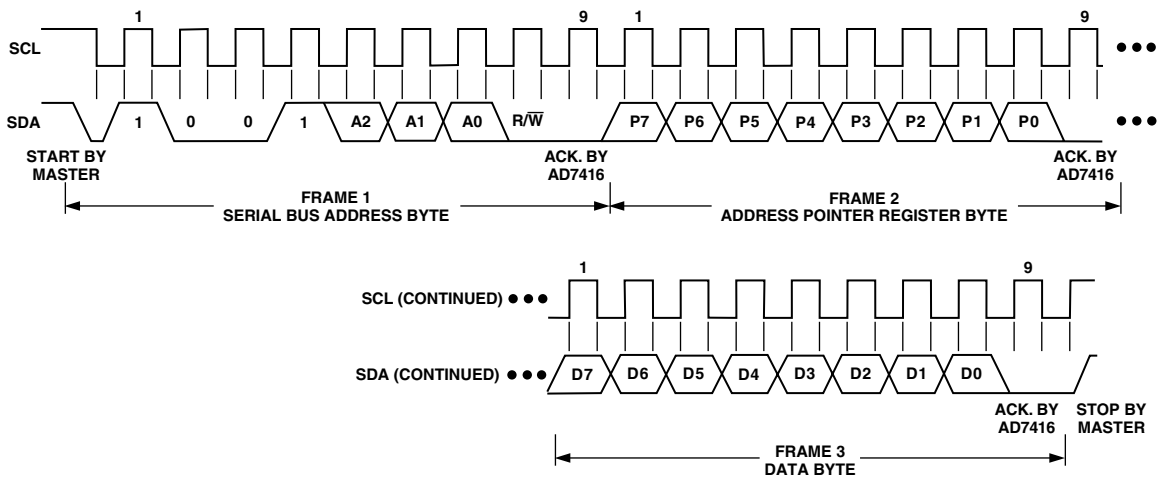 1 9 1 9
SCL
SDA 1 0 0 1 A2 A1 A0 R/W̅ P7 P6 P5 P4 P3 P2 P1 P0
START BY MASTER
ACK. BY AD7416
ACK. BY AD7416
FRAME 1
SERIAL BUS ADDRESS BYTE
FRAME 2
ADDRESS POINTER REGISTER BYTE
1 9
SCL (CONTINUED)
SDA (CONTINUED) D7 D6 D5 D4 D3 D2 D1 D0
ACK. BY AD7416
STOP BY MASTER
FRAME 3
DATA BYTE